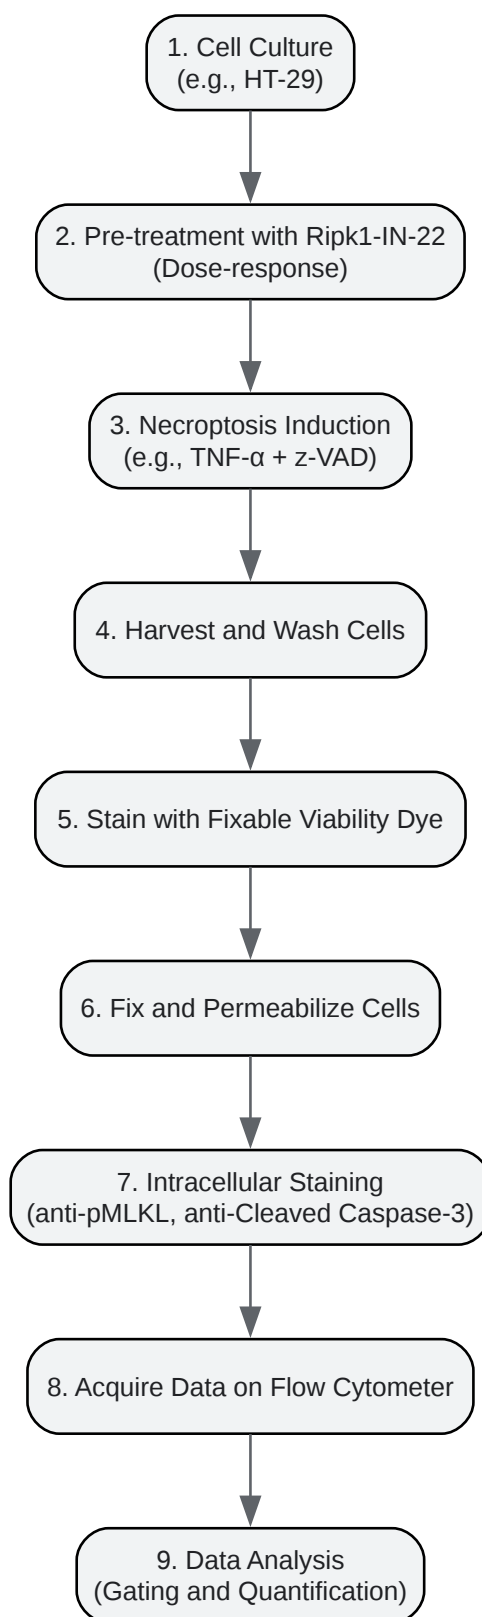 1. Cell Culture
(e.g., HT-29)
2. Pre-treatment with Ripk1-IN-22
(Dose-response)
3. Necroptosis Induction
(e.g., TNF-α + z-VAD)
4. Harvest and Wash Cells
5. Stain with Fixable Viability Dye
6. Fix and Permeabilize Cells
7. Intracellular Staining
(anti-pMLKL, anti-Cleaved Caspase-3)
8. Acquire Data on Flow Cytometer
9. Data Analysis
(Gating and Quantification)